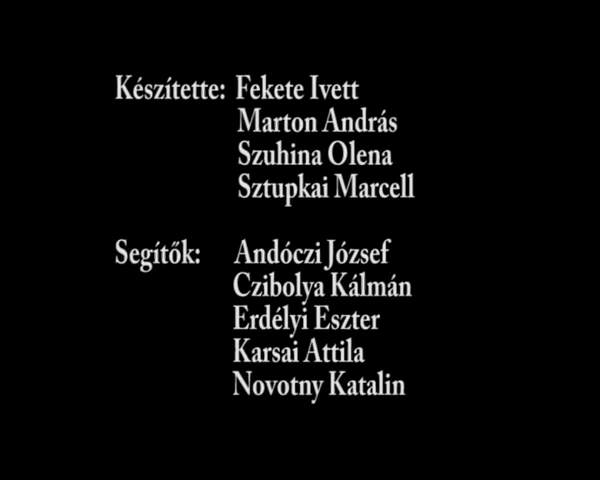 Készítette: Fekete Ivett
Marton András
Szuhina Olena
Sztupkai Marcell
Segítők: Andóczi József
Czibolya Kálmán
Erdélyi Eszter
Karsai Attila
Novotny Katalin